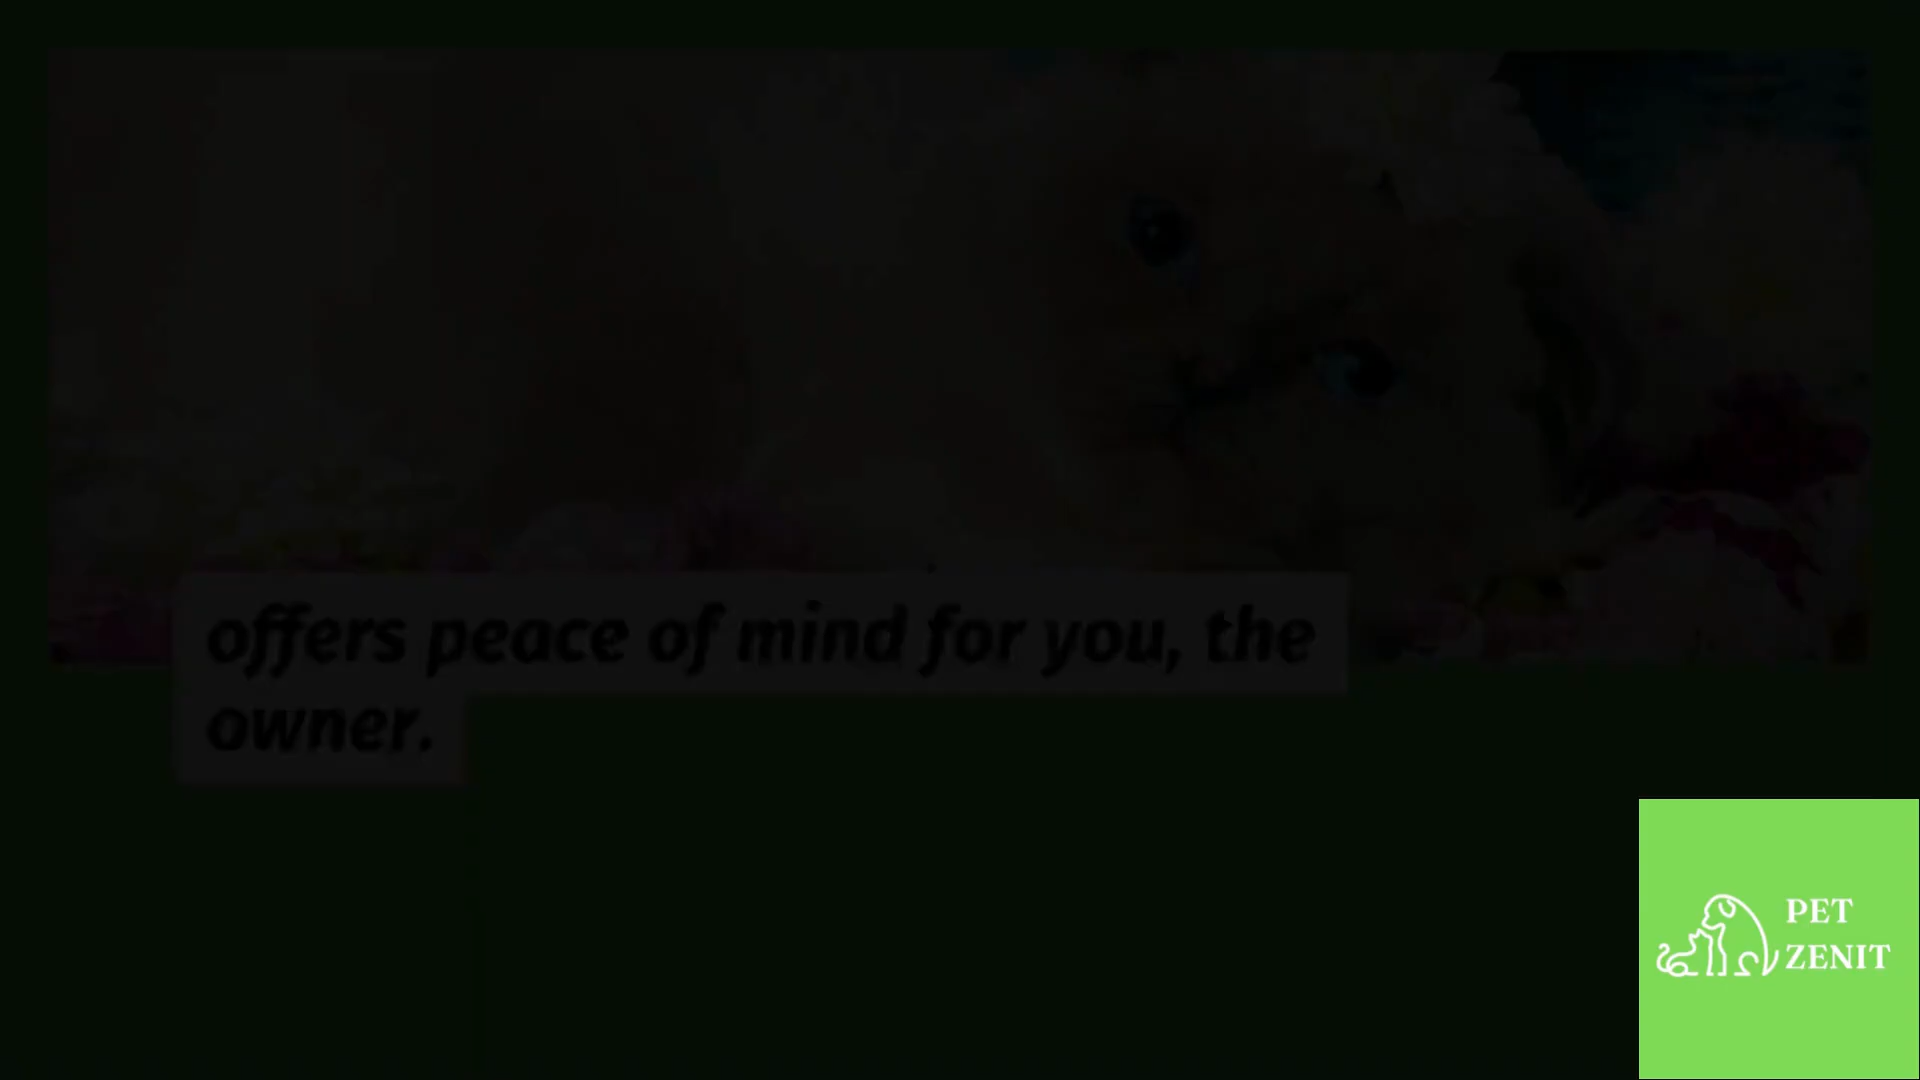 offers peace of mind for you, the
owner.
PET
ZENIT